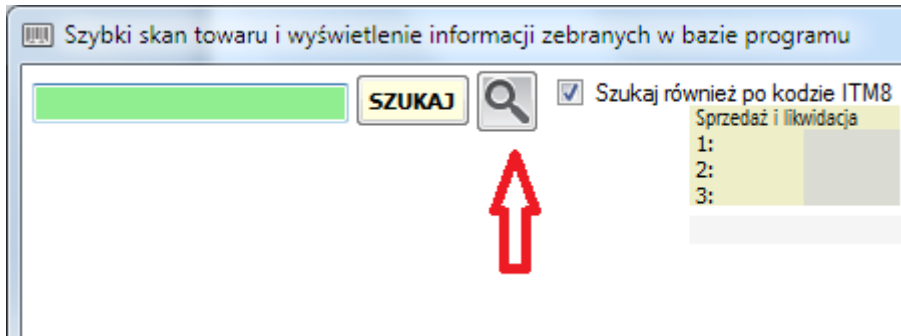 Szybki skan towaru i wyświetlenie informacji zebranych w bazie programu
SZUKAJ
Szukaj również po kodzie ITM8
Sprzedaż i likwidacja
1:
2:
3: